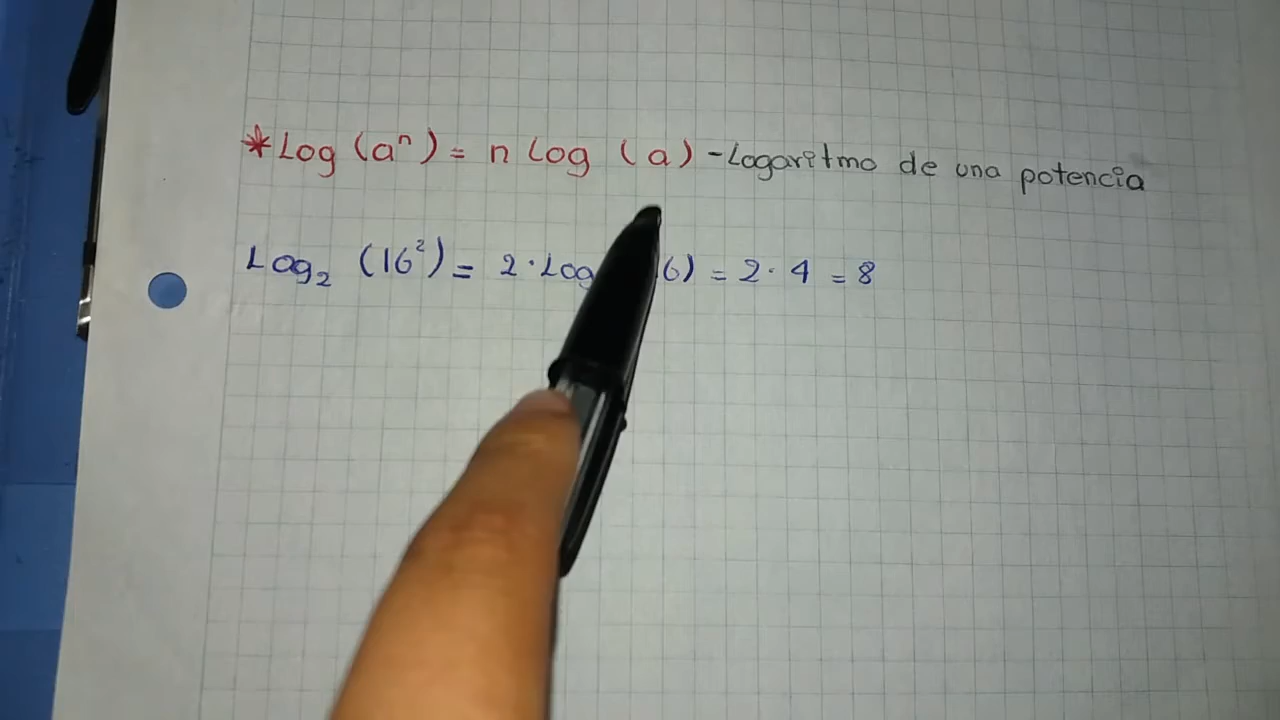 *Log (aⁿ) = n Log (a) - Logaritmo de una potencia
Log₂ (16²) = 2 · Log 6) = 2 · 4 = 8